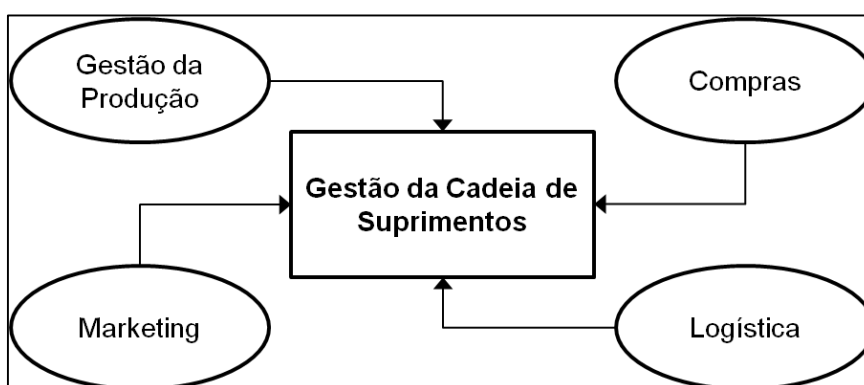 Gestão da
Produção
Compras
Gestão da Cadeia de
Suprimentos
Marketing
Logística